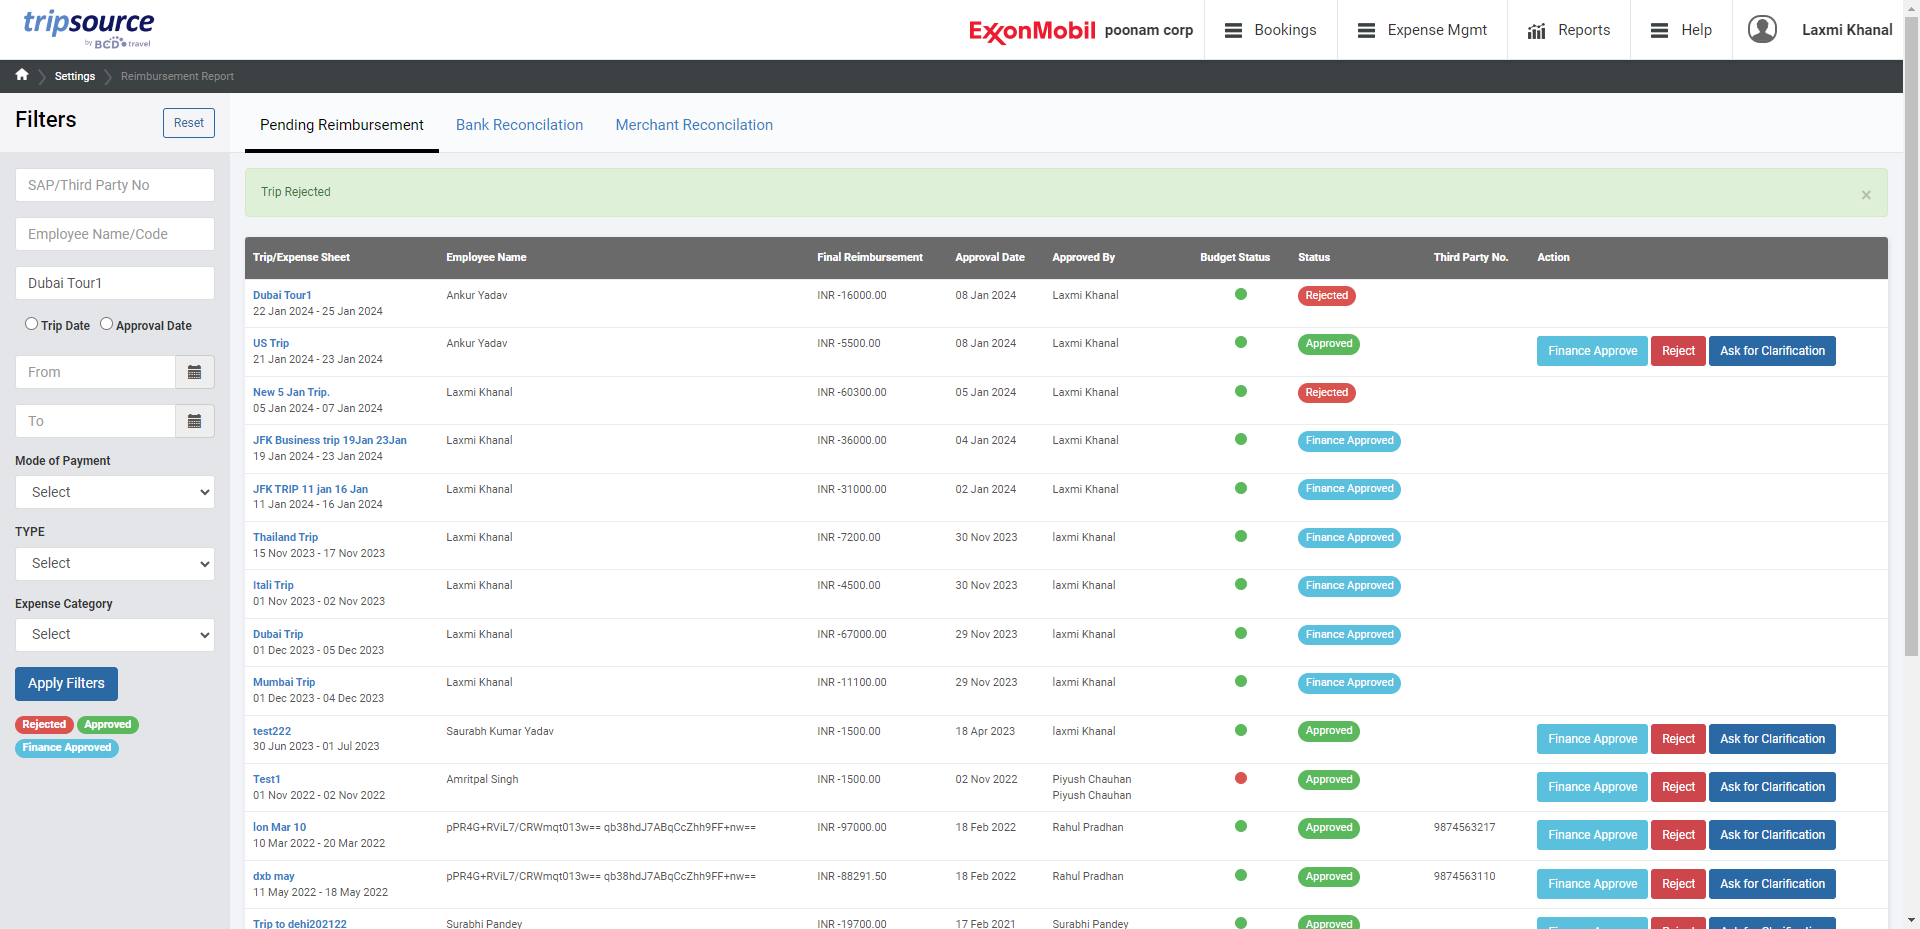 tripsource
by BCD travel
ExxonMobil poonam corp
Bookings
Expense Mgmt
Reports
Help
Laxmi Khanal
Settings
Reimbursement Report
Filters
Reset
SAP/Third Party No
Employee Name/Code
Dubai Tour1
Trip Date Approval Date
From
To
Mode of Payment
Select
TYPE
Select
Expense Category
Select
Apply Filters
Rejected Approved
Finance Approved
Pending Reimbursement Bank Reconcilation Merchant Reconcilation
Trip Rejected ×
Trip/Expense Sheet Employee Name Final Reimbursement Approval Date Approved By Budget Status Status Third Party No. Action
Dubai Tour1 Ankur Yadav INR -16000.00 08 Jan 2024 Laxmi Khanal Rejected
22 Jan 2024 - 25 Jan 2024
US Trip Ankur Yadav INR -5500.00 08 Jan 2024 Laxmi Khanal Approved Finance Approve Reject Ask for Clarification
21 Jan 2024 - 23 Jan 2024
New 5 Jan Trip. Laxmi Khanal INR -60300.00 05 Jan 2024 Laxmi Khanal Rejected
05 Jan 2024 - 07 Jan 2024
JFK Business trip 19Jan 23Jan Laxmi Khanal INR -36000.00 04 Jan 2024 Laxmi Khanal Finance Approved
19 Jan 2024 - 23 Jan 2024
JFK TRIP 11 jan 16 Jan Laxmi Khanal INR -31000.00 02 Jan 2024 Laxmi Khanal Finance Approved
11 Jan 2024 - 16 Jan 2024
Thailand Trip Laxmi Khanal INR -7200.00 30 Nov 2023 laxmi Khanal Finance Approved
15 Nov 2023 - 17 Nov 2023
Itali Trip Laxmi Khanal INR -4500.00 30 Nov 2023 laxmi Khanal Finance Approved
01 Nov 2023 - 02 Nov 2023
Dubai Trip Laxmi Khanal INR -67000.00 29 Nov 2023 laxmi Khanal Finance Approved
01 Dec 2023 - 05 Dec 2023
Mumbai Trip Laxmi Khanal INR -11100.00 29 Nov 2023 laxmi Khanal Finance Approved
01 Dec 2023 - 04 Dec 2023
test222 Saurabh Kumar Yadav INR -1500.00 18 Apr 2023 laxmi Khanal Approved Finance Approve Reject Ask for Clarification
30 Jun 2023 - 01 Jul 2023
Test1 Amritpal Singh INR -1500.00 02 Nov 2022 Piyush Chauhan Approved Finance Approve Reject Ask for Clarification
01 Nov 2022 - 02 Nov 2022 Piyush Chauhan
lon Mar 10 pPR4G+RViL7/CRWmqt013w== qb38hdJ7ABqCcZhh9FF+nw== INR -97000.00 18 Feb 2022 Rahul Pradhan Approved 9874563217 Finance Approve Reject Ask for Clarification
10 Mar 2022 - 20 Mar 2022
dxb may pPR4G+RViL7/CRWmqt013w== qb38hdJ7ABqCcZhh9FF+nw== INR -88291.50 18 Feb 2022 Rahul Pradhan Approved 9874563110 Finance Approve Reject Ask for Clarification
11 May 2022 - 18 May 2022
Trip to dehi202122 Surabhi Pandey INR -19700.00 17 Feb 2021 Surabhi Pandey Approved